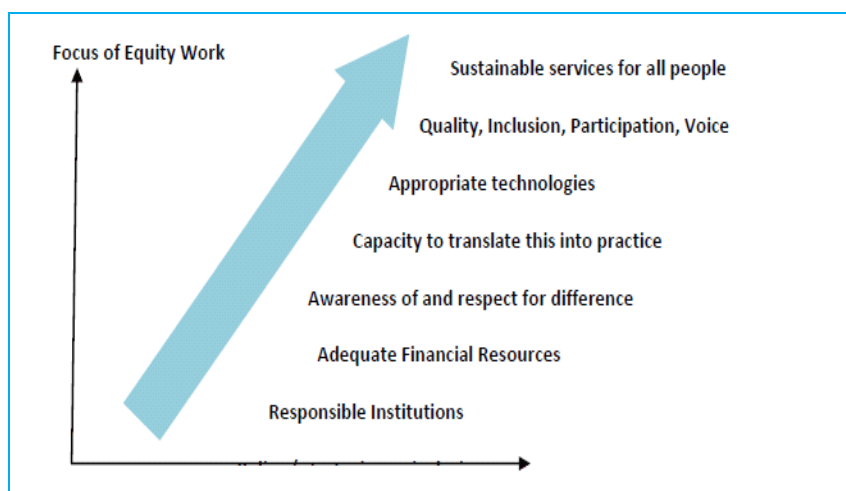 Focus of Equity Work
Sustainable services for all people
Quality, Inclusion, Participation, Voice
Appropriate technologies
Capacity to translate this into practice
Awareness of and respect for difference
Adequate Financial Resources
Responsible Institutions